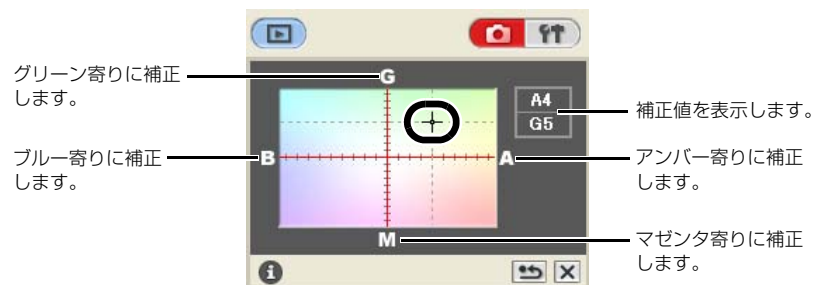 グリーン寄りに補正
します。
G
A4
G5
補正値を表示します。
ブルー寄りに補正
します。
B
A
アンバー寄りに補正
します。
M
マゼンタ寄りに補正
します。